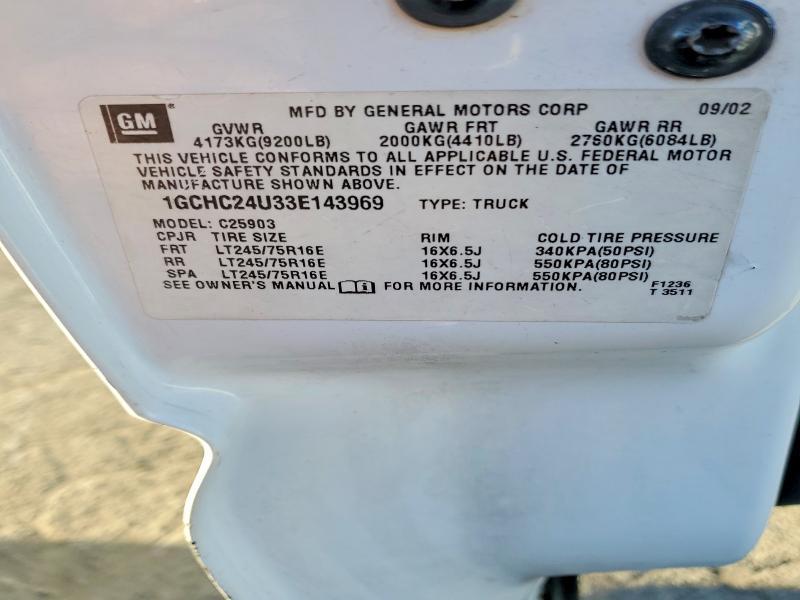 GM MFD BY GENERAL MOTORS CORP 09/02
GVWR GAWR FRT GAWR RR
4173KG(9200LB) 2000KG(4410LB) 2760KG(6084LB)
THIS VEHICLE CONFORMS TO ALL APPLICABLE U.S. FEDERAL MOTOR
VEHICLE SAFETY STANDARDS IN EFFECT ON THE DATE OF
MANUFACTURE SHOWN ABOVE.
1GCHC24U33E143969 TYPE: TRUCK
MODEL: C25903
CPJR TIRE SIZE RIM COLD TIRE PRESSURE
FRT LT245/75R16E 16X6.5J 340KPA(50PSI)
RR LT245/75R16E 16X6.5J 550KPA(80PSI)
SPA LT245/75R16E 16X6.5J 550KPA(80PSI)
SEE OWNER'S MANUAL FOR MORE INFORMATION. F1236
T 3511